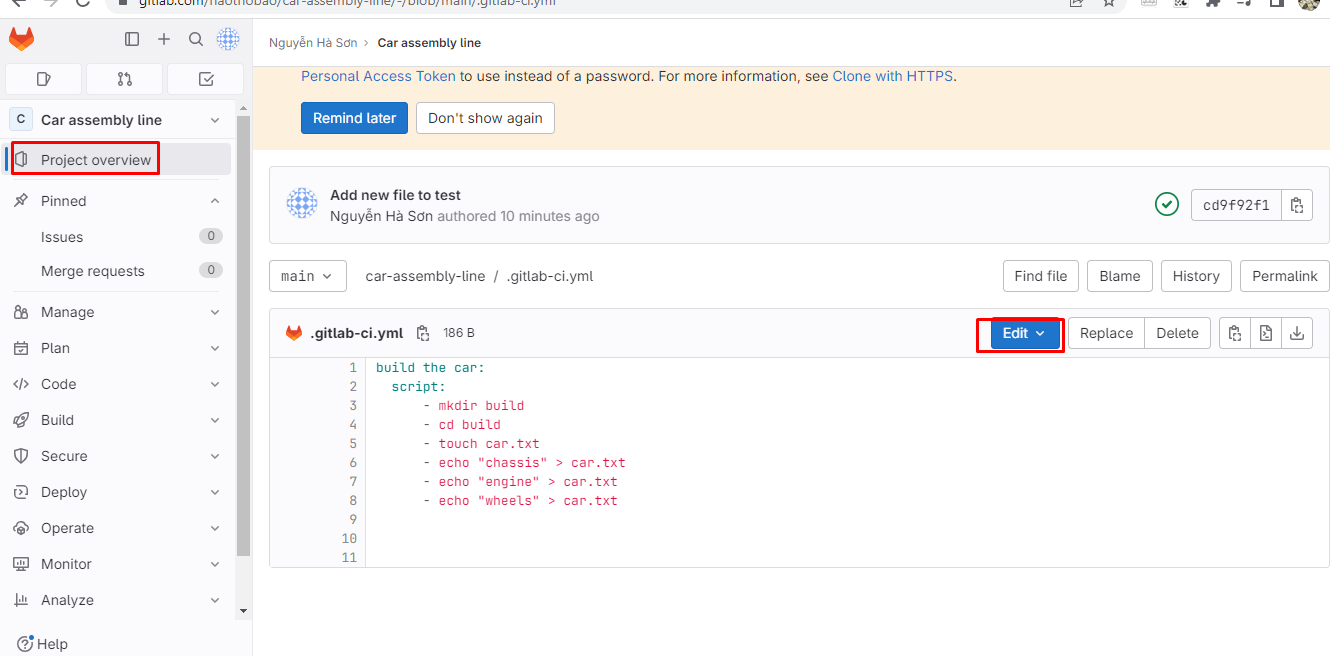 gitlab.com/haothobao/car-assembly-line/-/blob/main/.gitlab-ci.yml
Nguyễn Hà Sơn › Car assembly line
Personal Access Token to use instead of a password. For more information, see Clone with HTTPS.
Remind later Don't show again
C Car assembly line
Project overview
Pinned
Issues 0
Merge requests 0
Manage
Plan
Code
Build
Secure
Deploy
Operate
Monitor
Analyze
Help
Add new file to test
Nguyễn Hà Sơn authored 10 minutes ago
cd9f92f1
main car-assembly-line / .gitlab-ci.yml Find file Blame History Permalink
.gitlab-ci.yml 186 B Edit Replace Delete
1 build the car:
2 script:
3 - mkdir build
4 - cd build
5 - touch car.txt
6 - echo "chassis" > car.txt
7 - echo "engine" > car.txt
8 - echo "wheels" > car.txt
9
10
11